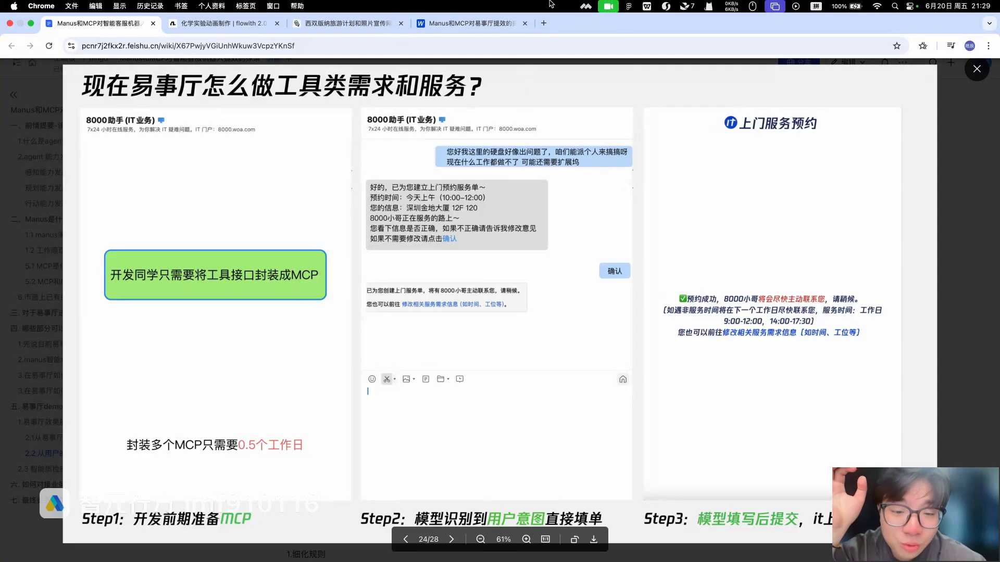 Chrome 文件 编辑 显示 历史记录 书签 个人资料 标签页 窗口 帮助 7 0KB/s 6KB/s 拼 100% 6月20日 周五 21:29
Manus和MCP对智能客服机器人 化学实验动画制作 | flowith 2.0 西双版纳旅游计划和照片宣传网 Manus和MCP对易事厅提效的
pcnr7j2fkx2r.feishu.cn/wiki/X67PwjyVGiUnhWkuw3VcpzYKnSf
现在易事厅怎么做工具类需求和服务?
8000助手 (IT业务)
7x24 小时在线服务，为你解决 IT 疑难问题。IT 门户：8000.woa.com
开发同学只需要将工具接口封装成MCP
封装多个MCP只需要0.5个工作日
Step1：开发前期准备MCP
8000助手 (IT业务)
7x24 小时在线服务，为你解决 IT 疑难问题。IT 门户：8000.woa.com
您好我这里的硬盘好像出问题了，咱们能派个人来搞搞呀
现在什么工作都做不了 可能还需要扩展坞
好的，已为您建立上门预约服务单～
预约时间：今天上午（10:00–12:00）
您的信息：深圳金地大厦 12F 120
8000小哥正在服务的路上～
您看下信息是否正确，如果不正确请告诉我修改意见
如果不需要修改请点击确认
确认
已为您创建上门服务单，将有8000小哥主动联系您，请稍候。
您也可以前往 修改相关服务需求信息 (如时间、工位等)。
Step2：模型识别到用户意图直接填单
IT上门服务预约
✅预约成功，8000小哥将会尽快主动联系您，请稍候。
（如遇非服务时间将在下一个工作日尽快联系您，服务时间：工作日
9:00-12:00，14:00-17:30）
您也可以前往修改相关服务需求信息（如时间、工位等）
Step3：模型填写后提交，it上
24/28 61% 1:1
Manus和MCP对
1.什么是agent
2.agent 能力发
感知能力发
规划能力发
行动能力发
二、Manus是什
1.2 工作原理
5.1 MCP是
5.2 MCP和
三. 对于易事厅
四. 哪些部分可以
2.manus智能
3.在易事厅如
3.在易事厅如
五. 易事厅demo
1.易事厅效果
2.1从易事厅
2.2 从用户的
2.3 智能质检
六. 如何对接业务
七. 最终
1.细化规则